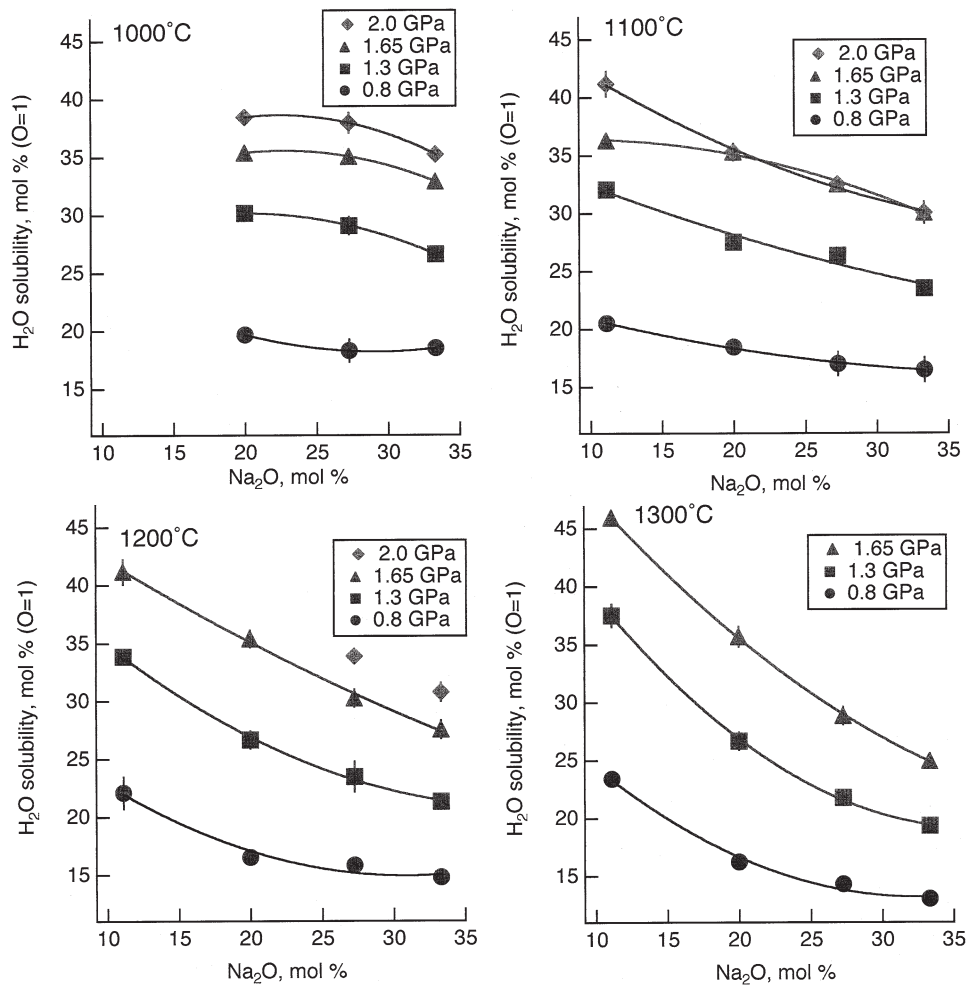 1000°C
2.0 GPa
1.65 GPa
1.3 GPa
0.8 GPa
H₂O solubility, mol % (O=1)
45
40
35
30
25
20
15
10 15 20 25 30 35
Na₂O, mol %
1100°C
2.0 GPa
1.65 GPa
1.3 GPa
0.8 GPa
H₂O solubility, mol % (O=1)
45
40
35
30
25
20
15
10 15 20 25 30 35
Na₂O, mol %
1200°C
2.0 GPa
1.65 GPa
1.3 GPa
0.8 GPa
H₂O solubility, mol % (O=1)
45
40
35
30
25
20
15
10 15 20 25 30 35
Na₂O, mol %
1300°C
1.65 GPa
1.3 GPa
0.8 GPa
H₂O solubility, mol % (O=1)
45
40
35
30
25
20
15
10 15 20 25 30 35
Na₂O, mol %